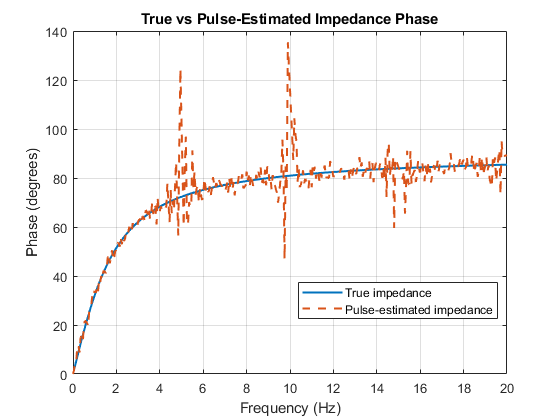 True vs Pulse-Estimated Impedance Phase
140
120
100
80
60
40
20
0
Phase (degrees)
True impedance
Pulse-estimated impedance
0 2 4 6 8 10 12 14 16 18 20
Frequency (Hz)